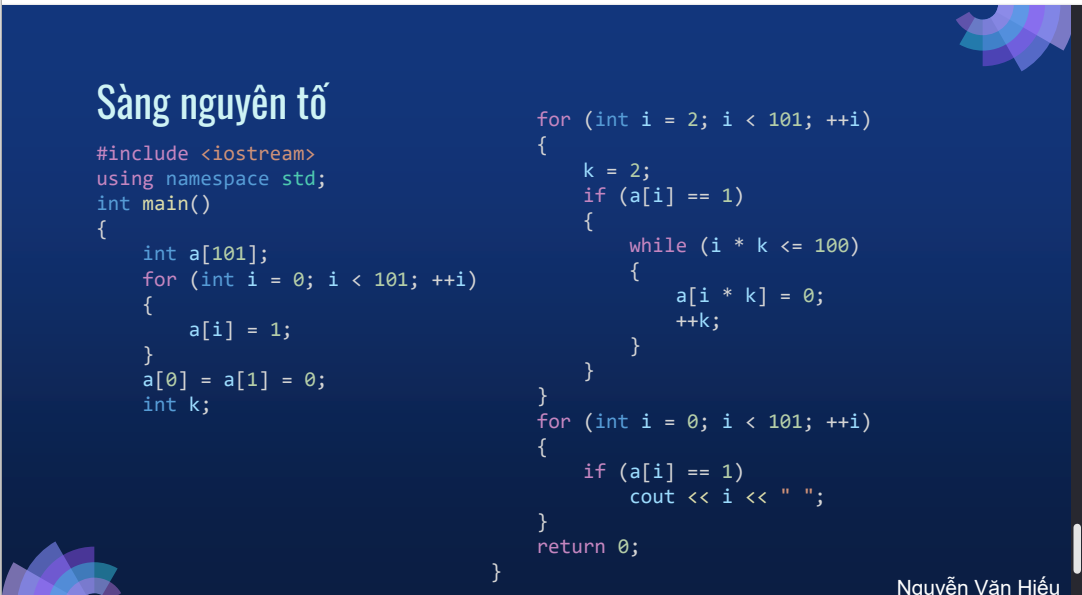 Sàng nguyên tố
#include <iostream>
using namespace std;
int main()
{
    int a[101];
    for (int i = 0; i < 101; ++i)
    {
        a[i] = 1;
    }
    a[0] = a[1] = 0;
    int k;
    for (int i = 2; i < 101; ++i)
    {
        k = 2;
        if (a[i] == 1)
        {
            while (i * k <= 100)
            {
                a[i * k] = 0;
                ++k;
            }
        }
    }
    for (int i = 0; i < 101; ++i)
    {
        if (a[i] == 1)
            cout << i << " ";
    }
    return 0;
}
Nguyễn Văn Hiếu